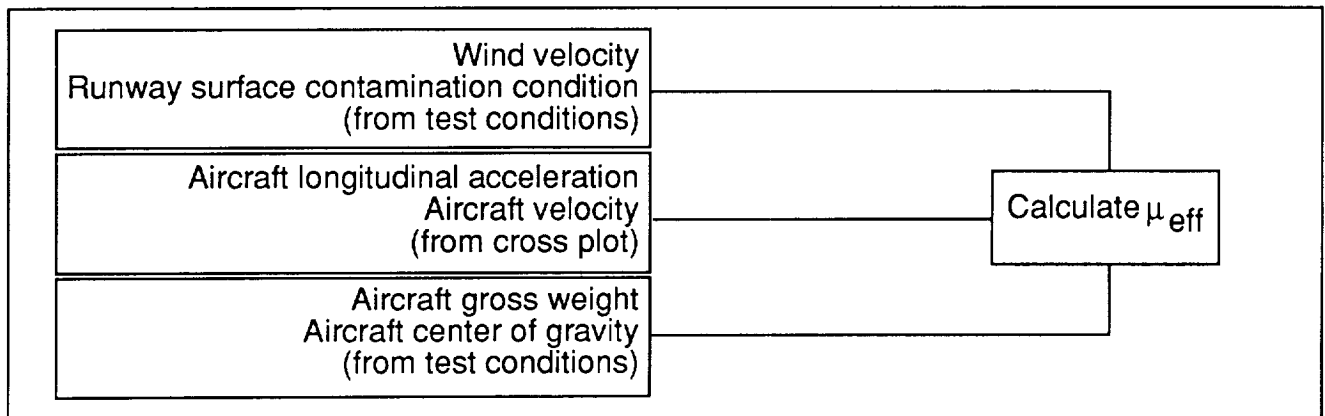 Wind velocity
Runway surface contamination condition
(from test conditions)
Aircraft longitudinal acceleration
Aircraft velocity
(from cross plot)
Calculate μ eff
Aircraft gross weight
Aircraft center of gravity
(from test conditions)